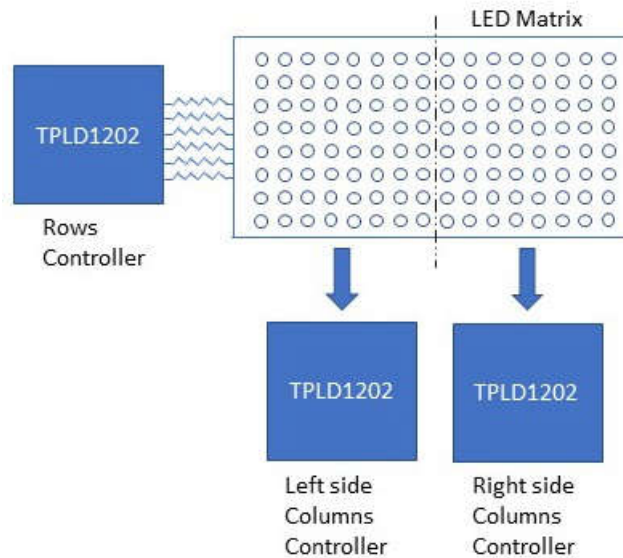 LED Matrix
TPLD1202
Rows
Controller
TPLD1202
TPLD1202
Left side
Columns
Controller
Right side
Columns
Controller